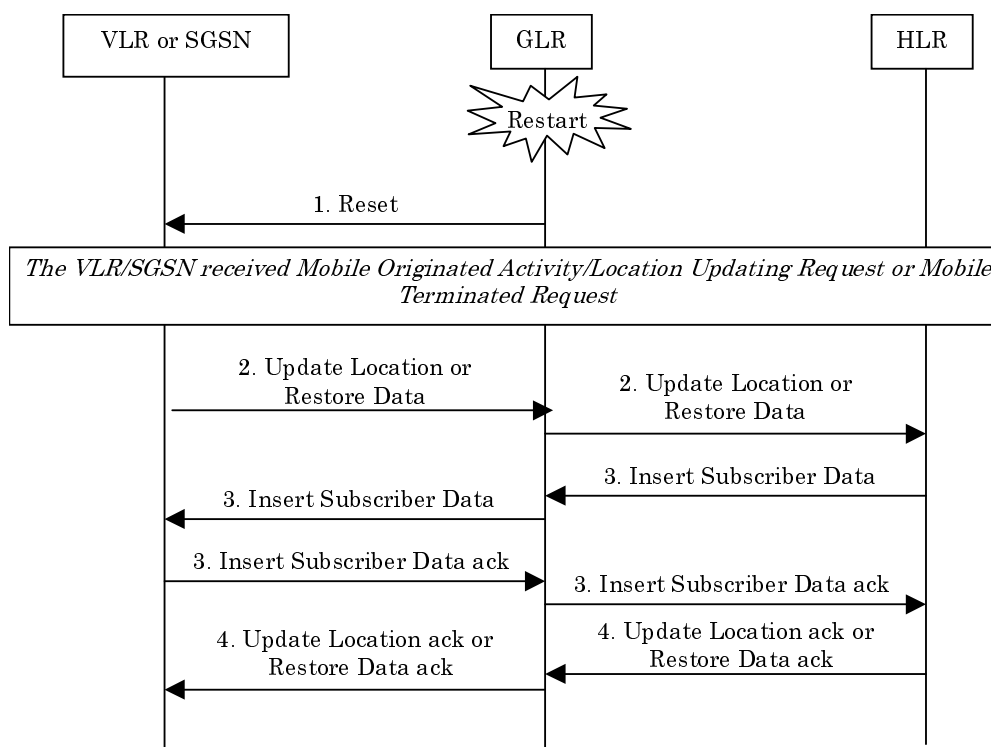 VLR or SGSN
GLR
HLR
Restart
1. Reset
The VLR/SGSN received Mobile Originated Activity/Location Updating Request or Mobile
Terminated Request
2. Update Location or
Restore Data
2. Update Location or
Restore Data
3. Insert Subscriber Data
3. Insert Subscriber Data
3. Insert Subscriber Data ack
3. Insert Subscriber Data ack
4. Update Location ack or
Restore Data ack
4. Update Location ack or
Restore Data ack